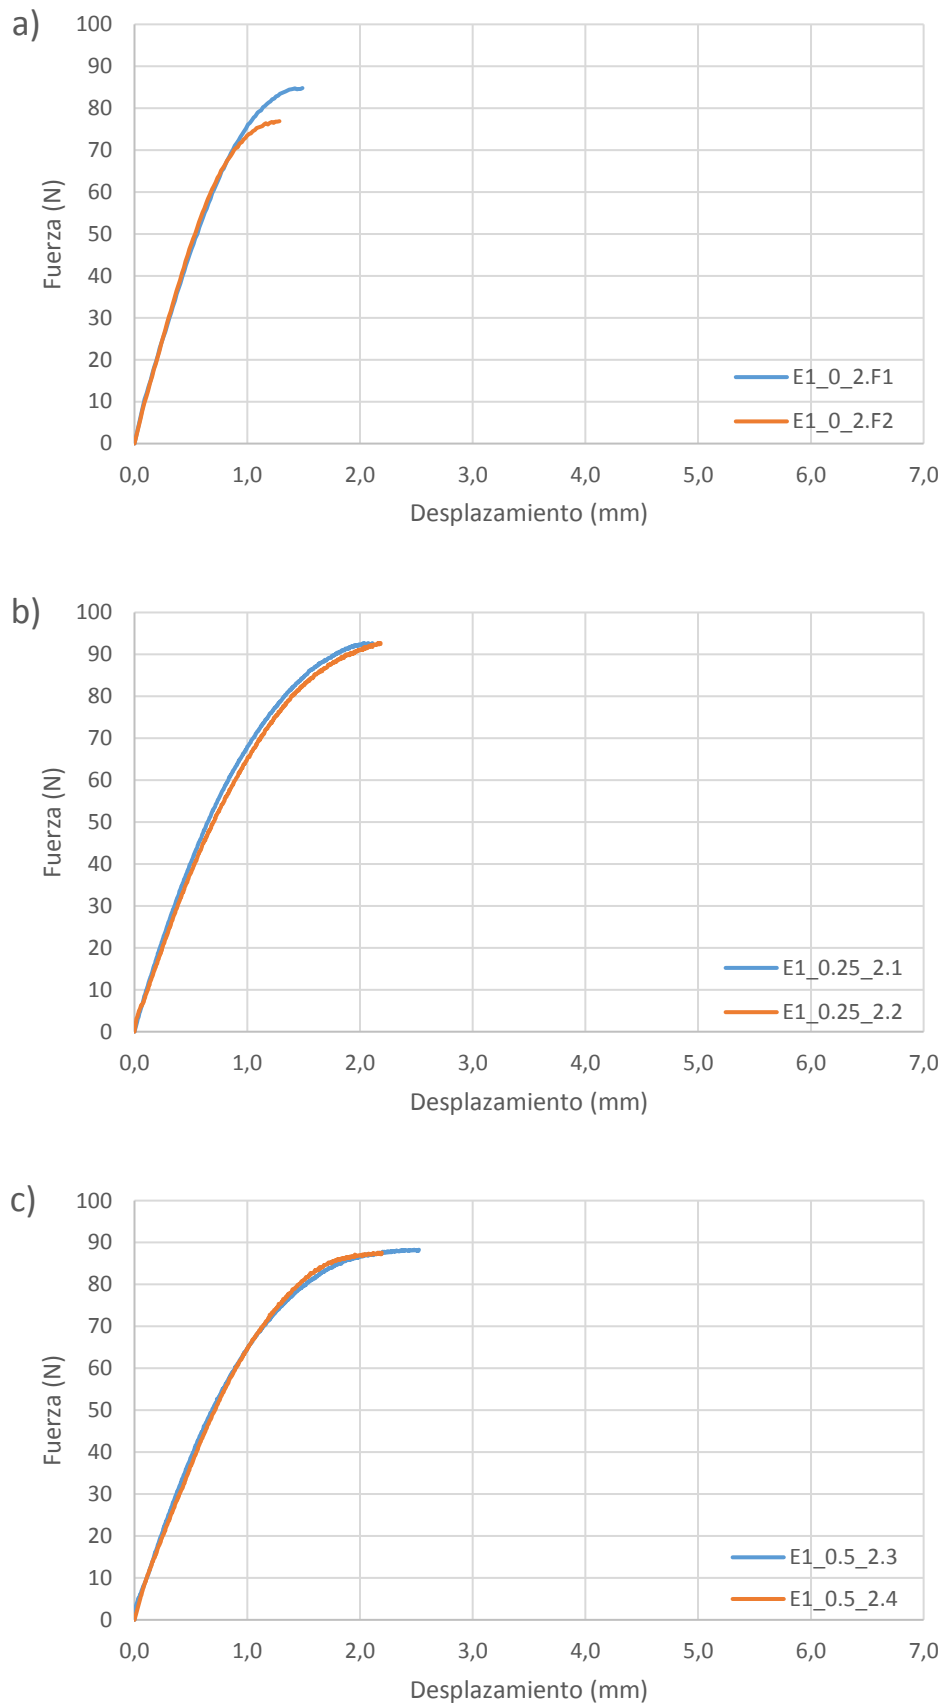 a)
100
90
80
70
60
50
40
30
20
10
0
Fuerza (N)
E1_0_2.F1
E1_0_2.F2
0,0 1,0 2,0 3,0 4,0 5,0 6,0 7,0
Desplazamiento (mm)
b)
100
90
80
70
60
50
40
30
20
10
0
Fuerza (N)
E1_0.25_2.1
E1_0.25_2.2
0,0 1,0 2,0 3,0 4,0 5,0 6,0 7,0
Desplazamiento (mm)
c)
100
90
80
70
60
50
40
30
20
10
0
Fuerza (N)
E1_0.5_2.3
E1_0.5_2.4
0,0 1,0 2,0 3,0 4,0 5,0 6,0 7,0
Desplazamiento (mm)